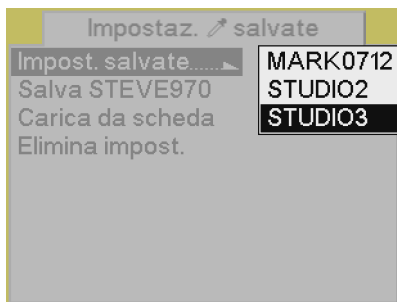 Impostaz. salvate
Impost. salvate......
MARK0712
Salva STEVE970
STUDIO2
Carica da scheda
STUDIO3
Elimina impost.